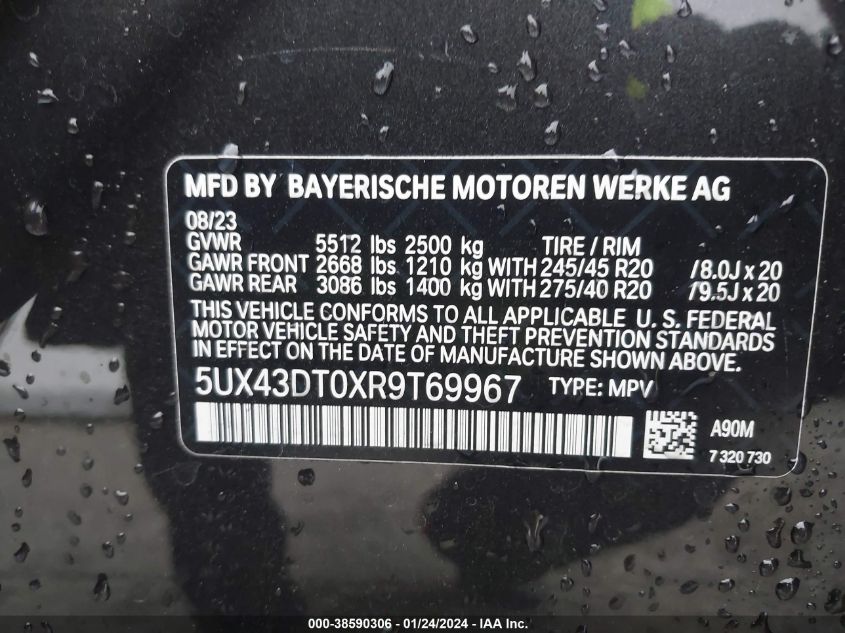 MFD BY BAYERISCHE MOTOREN WERKE AG
08/23
GVWR 5512 lbs 2500 kg TIRE / RIM
GAWR FRONT 2668 lbs 1210 kg WITH 245/45 R20 /8.0J x 20
GAWR REAR 3086 lbs 1400 kg WITH 275/40 R20 /9.5J x 20
THIS VEHICLE CONFORMS TO ALL APPLICABLE U. S. FEDERAL
MOTOR VEHICLE SAFETY AND THEFT PREVENTION STANDARDS
IN EFFECT ON THE DATE OF MANUFACTURE SHOWN ABOVE.
5UX43DT0XR9T69967 TYPE: MPV
A90M
7 320 730
000-38590306 / 01/24/2024 - IAA Inc.